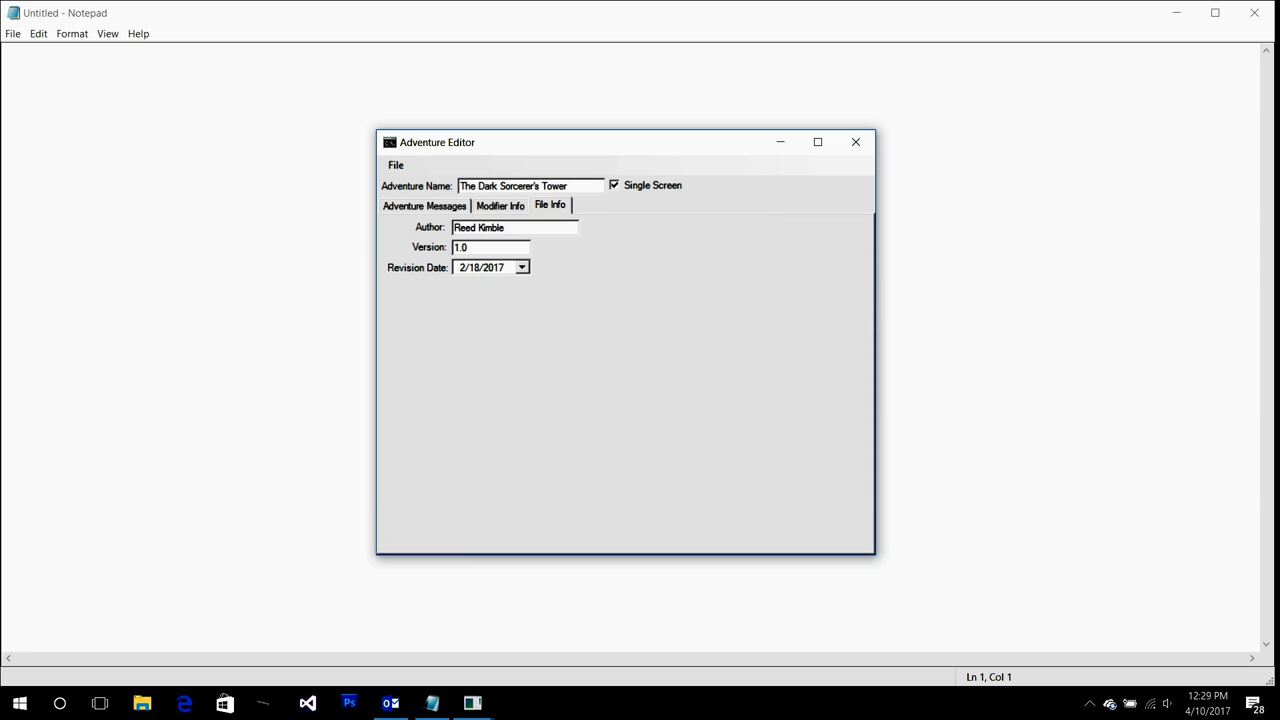 Untitled - Notepad
File Edit Format View Help
Adventure Editor
File
Adventure Name: The Dark Sorcerer's Tower Single Screen
Adventure Messages Modifier Info File Info
Author: Reed Kimble
Version: 1.0
Revision Date: 2/18/2017
Ln 1, Col 1
Ps
12:29 PM
4/10/2017
28